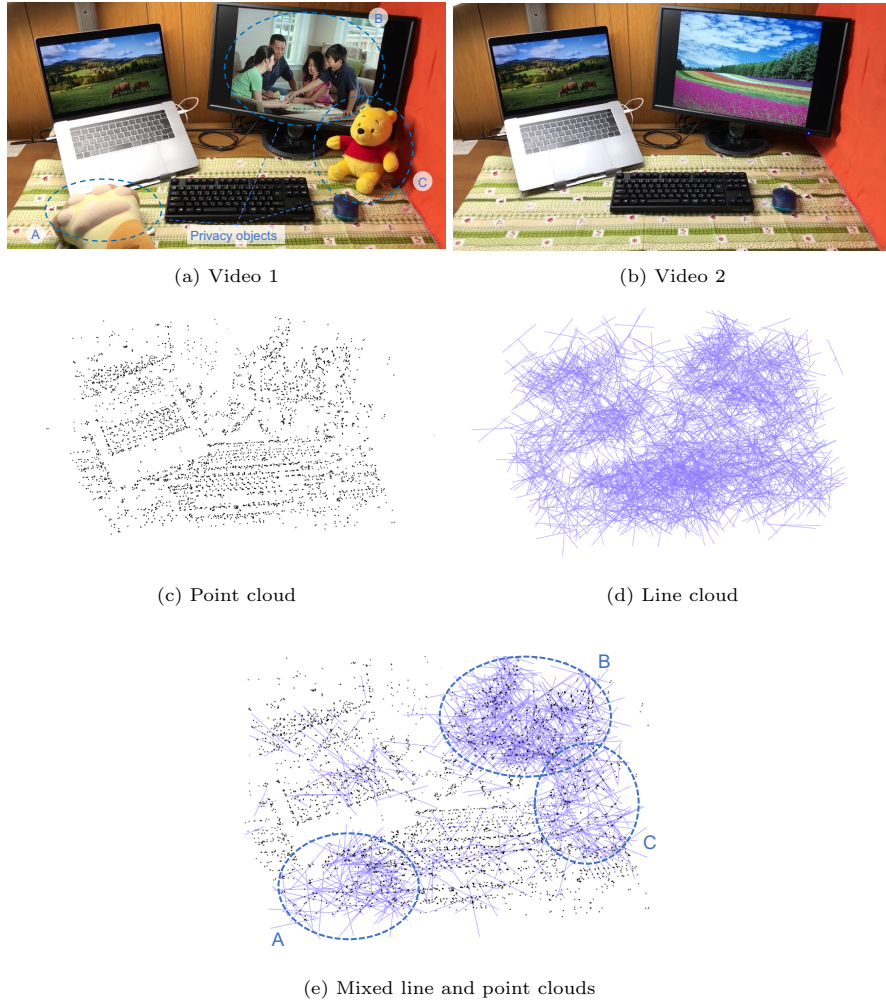 B
C
A
Privacy objects
(a) Video 1
(b) Video 2
(c) Point cloud
(d) Line cloud
B
C
A
(e) Mixed line and point clouds